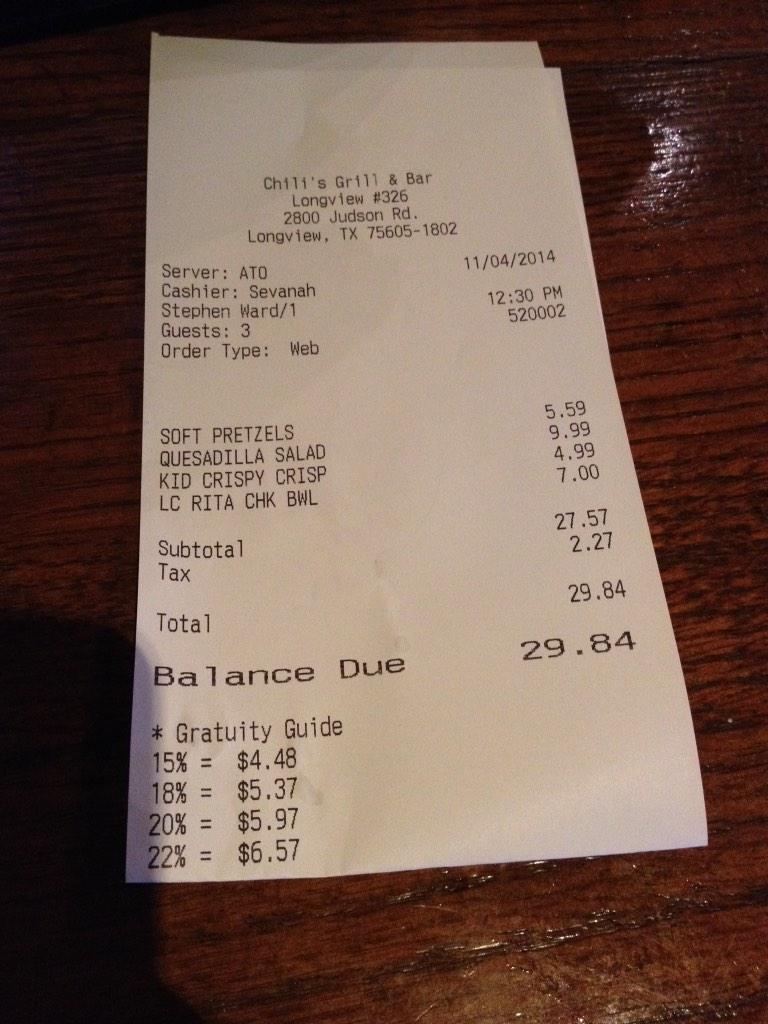 Chili's Grill & Bar
Longview #326
2800 Judson Rd.
Longview, TX 75605-1802
Server: ATO 11/04/2014
Cashier: Sevanah
Stephen Ward/1 12:30 PM
Guests: 3 520002
Order Type: Web
SOFT PRETZELS 5.59
QUESADILLA SALAD 9.99
KID CRISPY CRISP 4.99
LC RITA CHK BWL 7.00
Subtotal 27.57
Tax 2.27
Total 29.84
Balance Due 29.84
* Gratuity Guide
15% = $4.48
18% = $5.37
20% = $5.97
22% = $6.57